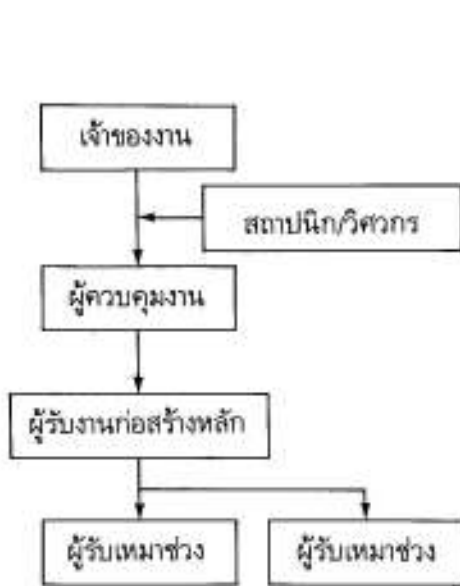 เจ้าของงาน
สถาปนิก/วิศวกร
ผู้ควบคุมงาน
ผู้รับงานก่อสร้างหลัก
ผู้รับเหมาช่วง ผู้รับเหมาช่วง